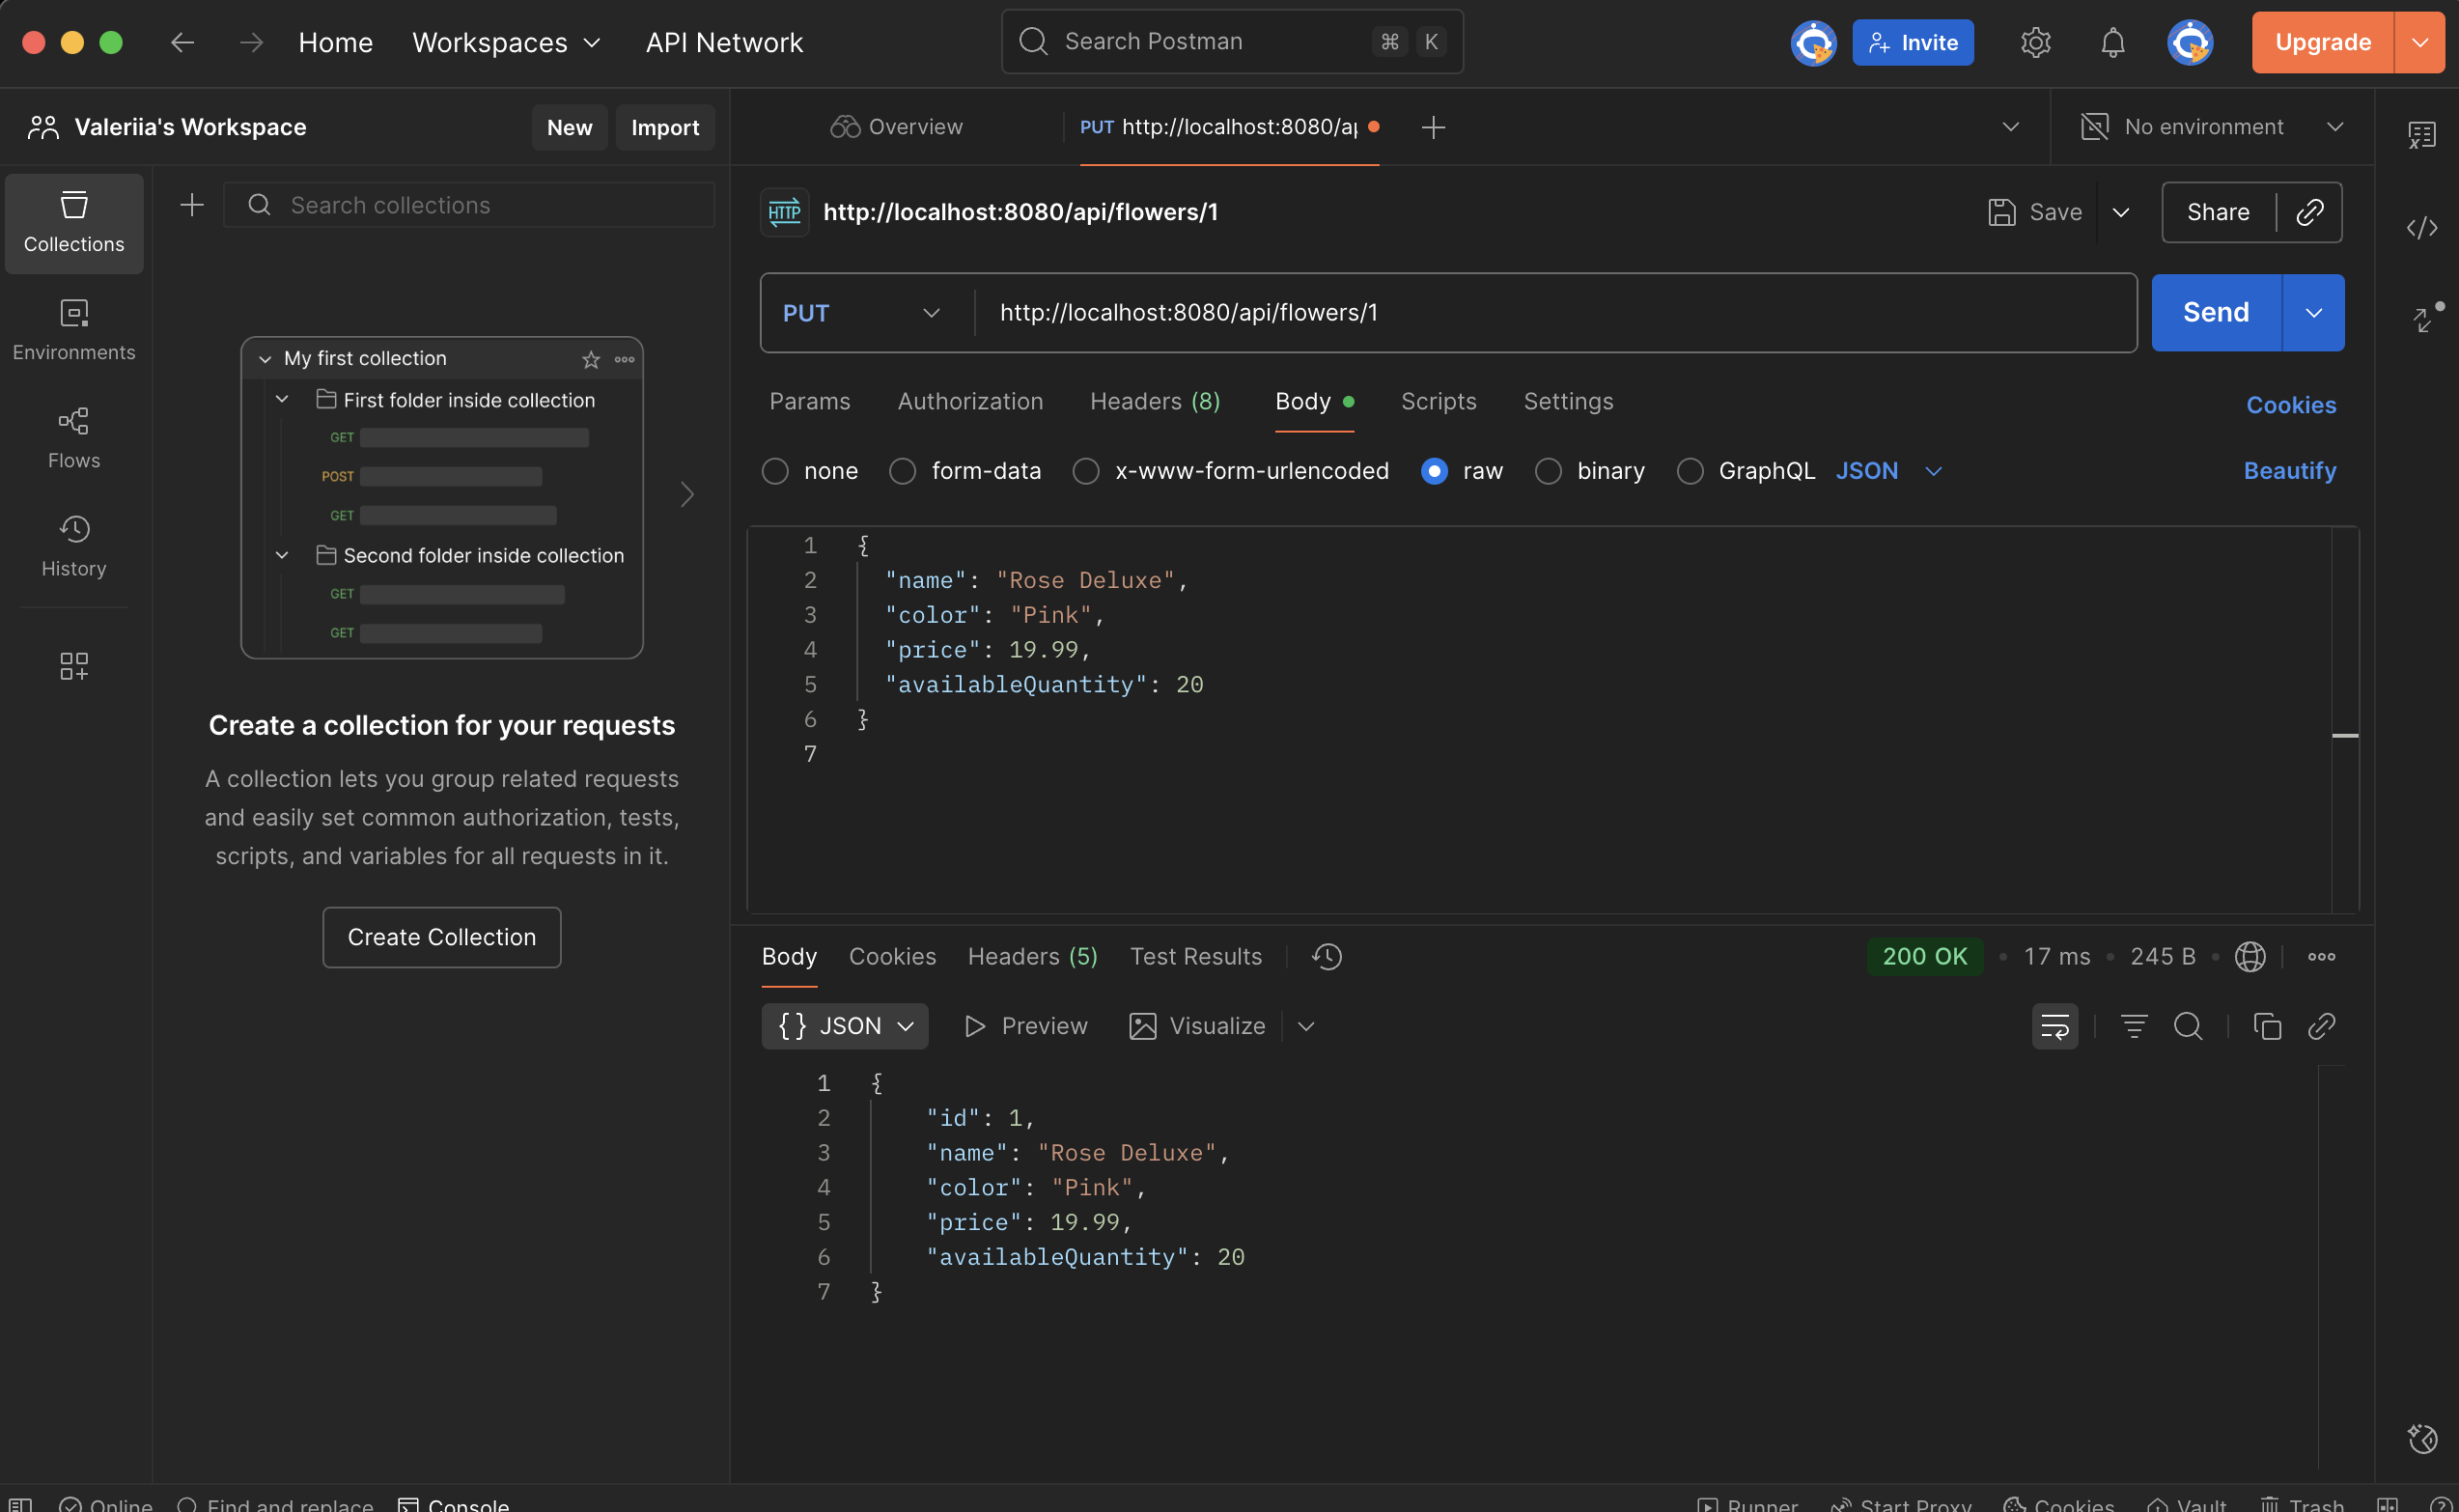 Home Workspaces API Network
Search Postman ⌘ K
Invite
Upgrade
Valeriia's Workspace New Import
Overview
PUT http://localhost:8080/ap
No environment
Collections
Environments
Flows
History
Search collections
My first collection
First folder inside collection
GET
POST
GET
Second folder inside collection
GET
GET
Create a collection for your requests
A collection lets you group related requests
and easily set common authorization, tests,
scripts, and variables for all requests in it.
Create Collection
HTTP http://localhost:8080/api/flowers/1
Save Share
PUT http://localhost:8080/api/flowers/1 Send
Params Authorization Headers (8) Body Scripts Settings Cookies
none form-data x-www-form-urlencoded raw binary GraphQL JSON Beautify
1 {
2 "name": "Rose Deluxe",
3 "color": "Pink",
4 "price": 19.99,
5 "availableQuantity": 20
6 }
7
Body Cookies Headers (5) Test Results 200 OK • 17 ms • 245 B
{ } JSON Preview Visualize
1 {
2 "id": 1,
3 "name": "Rose Deluxe",
4 "color": "Pink",
5 "price": 19.99,
6 "availableQuantity": 20
7 }
Online Find and replace Console Runner Start Proxy Cookies Vault Trash